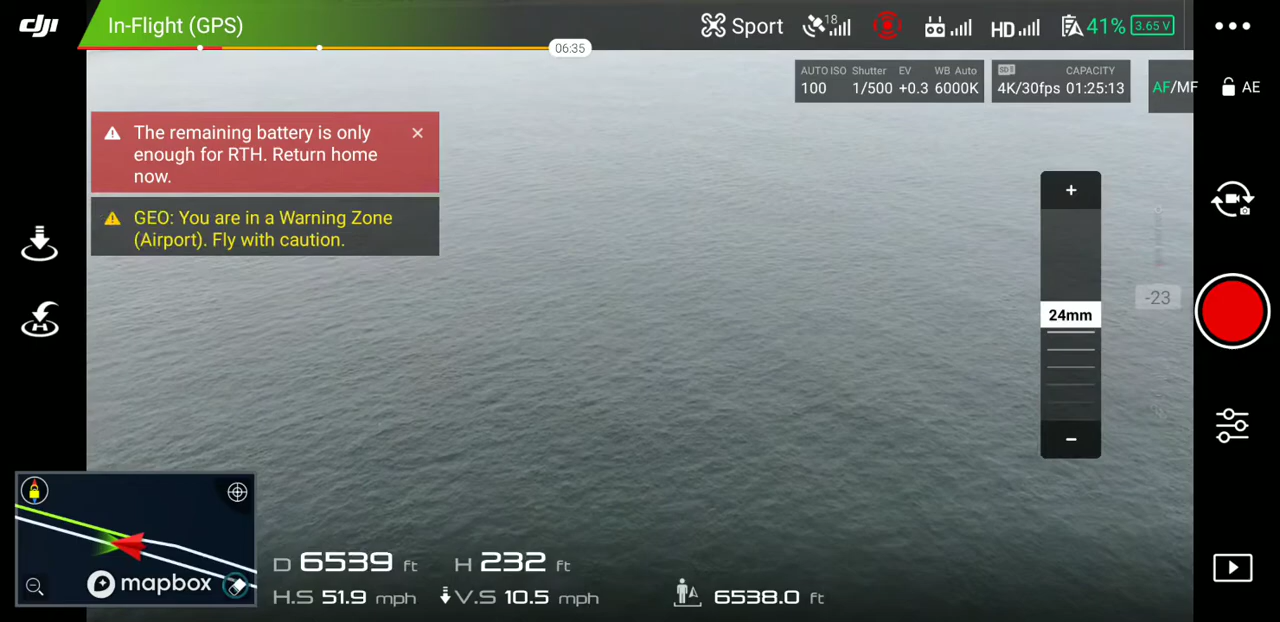 dji
In-Flight (GPS)
06:35
Sport
18
HD
41%
3.65 V
AUTO ISO Shutter EV WB Auto
100 1/500 +0.3 6000K
SD CAPACITY
4K/30fps 01:25:13
AF/MF
AE
The remaining battery is only
enough for RTH. Return home
now.
GEO: You are in a Warning Zone
(Airport). Fly with caution.
+
24mm
-23
−
mapbox
D 6539 ft H 232 ft
H.S 51.9 mph V.S 10.5 mph 6538.0 ft